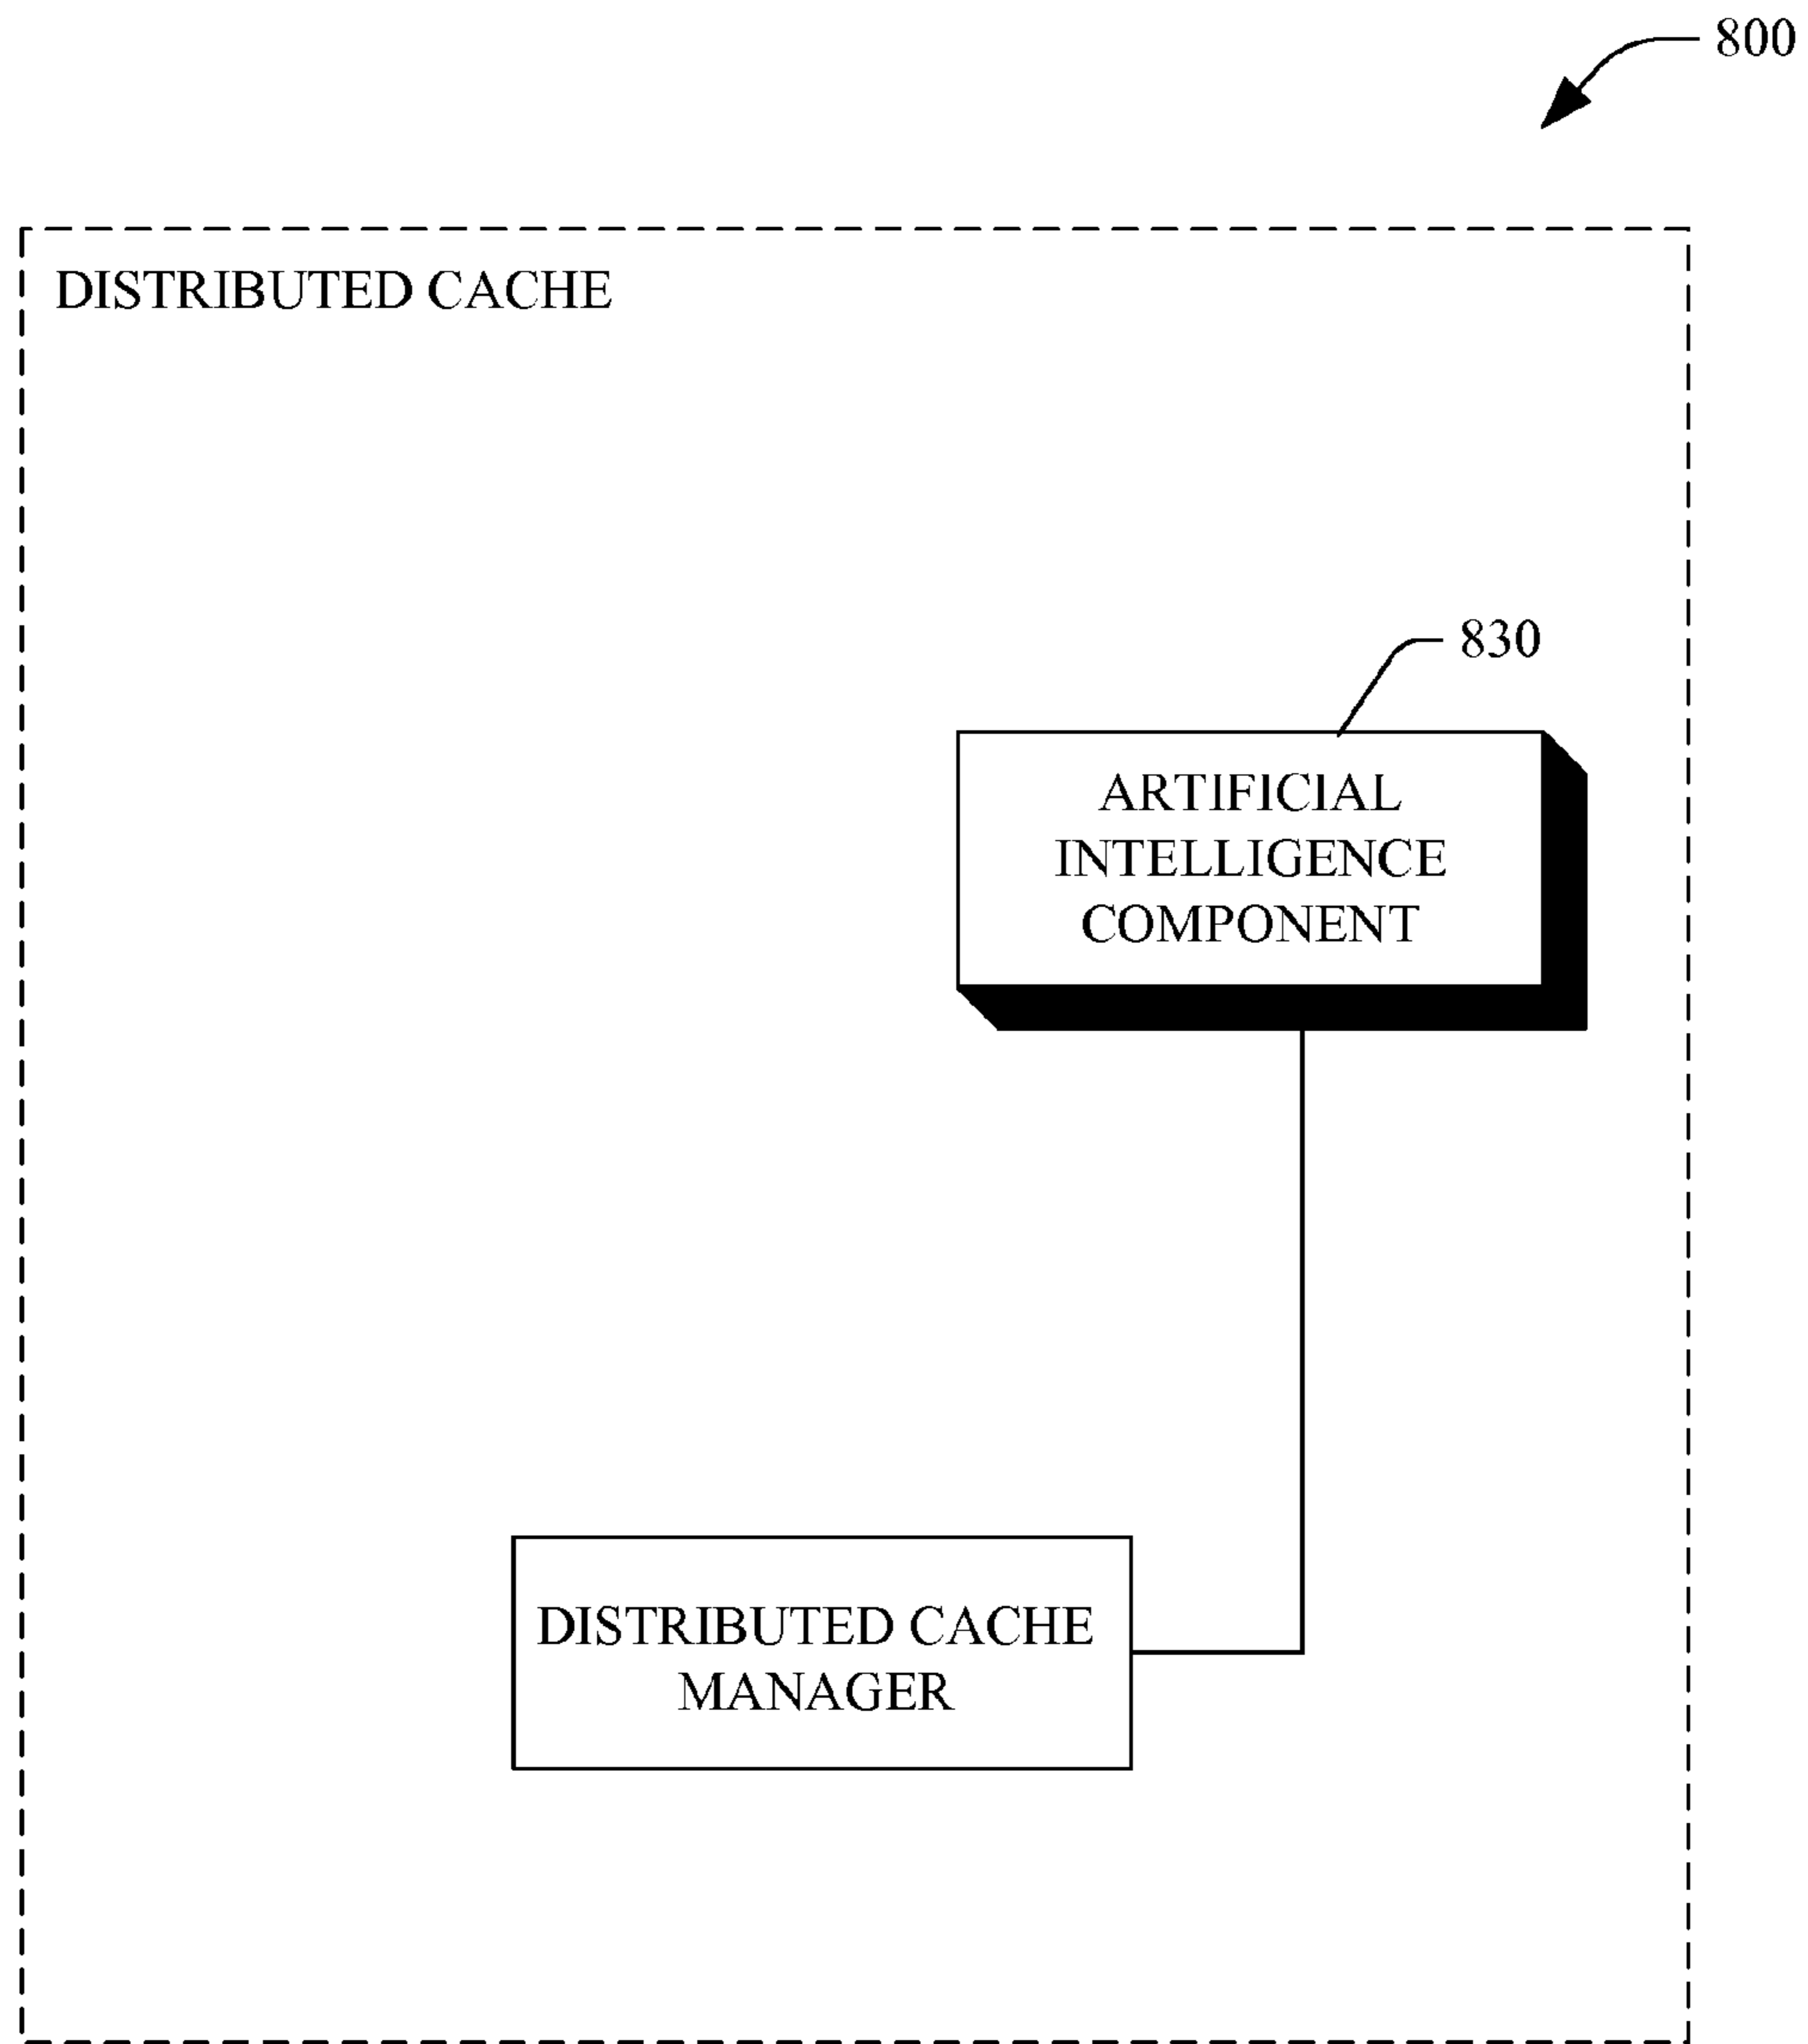 800
DISTRIBUTED CACHE
830
ARTIFICIAL
INTELLIGENCE
COMPONENT
DISTRIBUTED CACHE
MANAGER